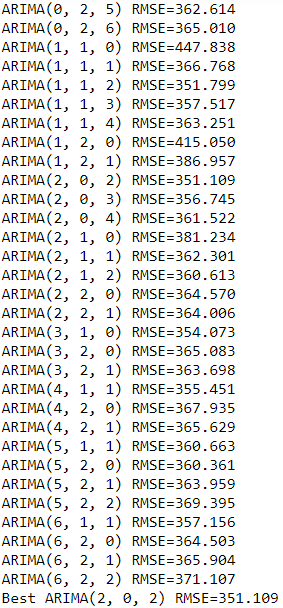 ARIMA(0, 2, 5) RMSE=362.614
ARIMA(0, 2, 6) RMSE=365.010
ARIMA(1, 1, 0) RMSE=447.838
ARIMA(1, 1, 1) RMSE=366.768
ARIMA(1, 1, 2) RMSE=351.799
ARIMA(1, 1, 3) RMSE=357.517
ARIMA(1, 1, 4) RMSE=363.251
ARIMA(1, 2, 0) RMSE=415.050
ARIMA(1, 2, 1) RMSE=386.957
ARIMA(2, 0, 2) RMSE=351.109
ARIMA(2, 0, 3) RMSE=356.745
ARIMA(2, 0, 4) RMSE=361.522
ARIMA(2, 1, 0) RMSE=381.234
ARIMA(2, 1, 1) RMSE=362.301
ARIMA(2, 1, 2) RMSE=360.613
ARIMA(2, 2, 0) RMSE=364.570
ARIMA(2, 2, 1) RMSE=364.006
ARIMA(3, 1, 0) RMSE=354.073
ARIMA(3, 2, 0) RMSE=365.083
ARIMA(3, 2, 1) RMSE=363.698
ARIMA(4, 1, 1) RMSE=355.451
ARIMA(4, 2, 0) RMSE=367.935
ARIMA(4, 2, 1) RMSE=365.629
ARIMA(5, 1, 1) RMSE=360.663
ARIMA(5, 2, 0) RMSE=360.361
ARIMA(5, 2, 1) RMSE=363.959
ARIMA(5, 2, 2) RMSE=369.395
ARIMA(6, 1, 1) RMSE=357.156
ARIMA(6, 2, 0) RMSE=364.503
ARIMA(6, 2, 1) RMSE=365.904
ARIMA(6, 2, 2) RMSE=371.107
Best ARIMA(2, 0, 2) RMSE=351.109